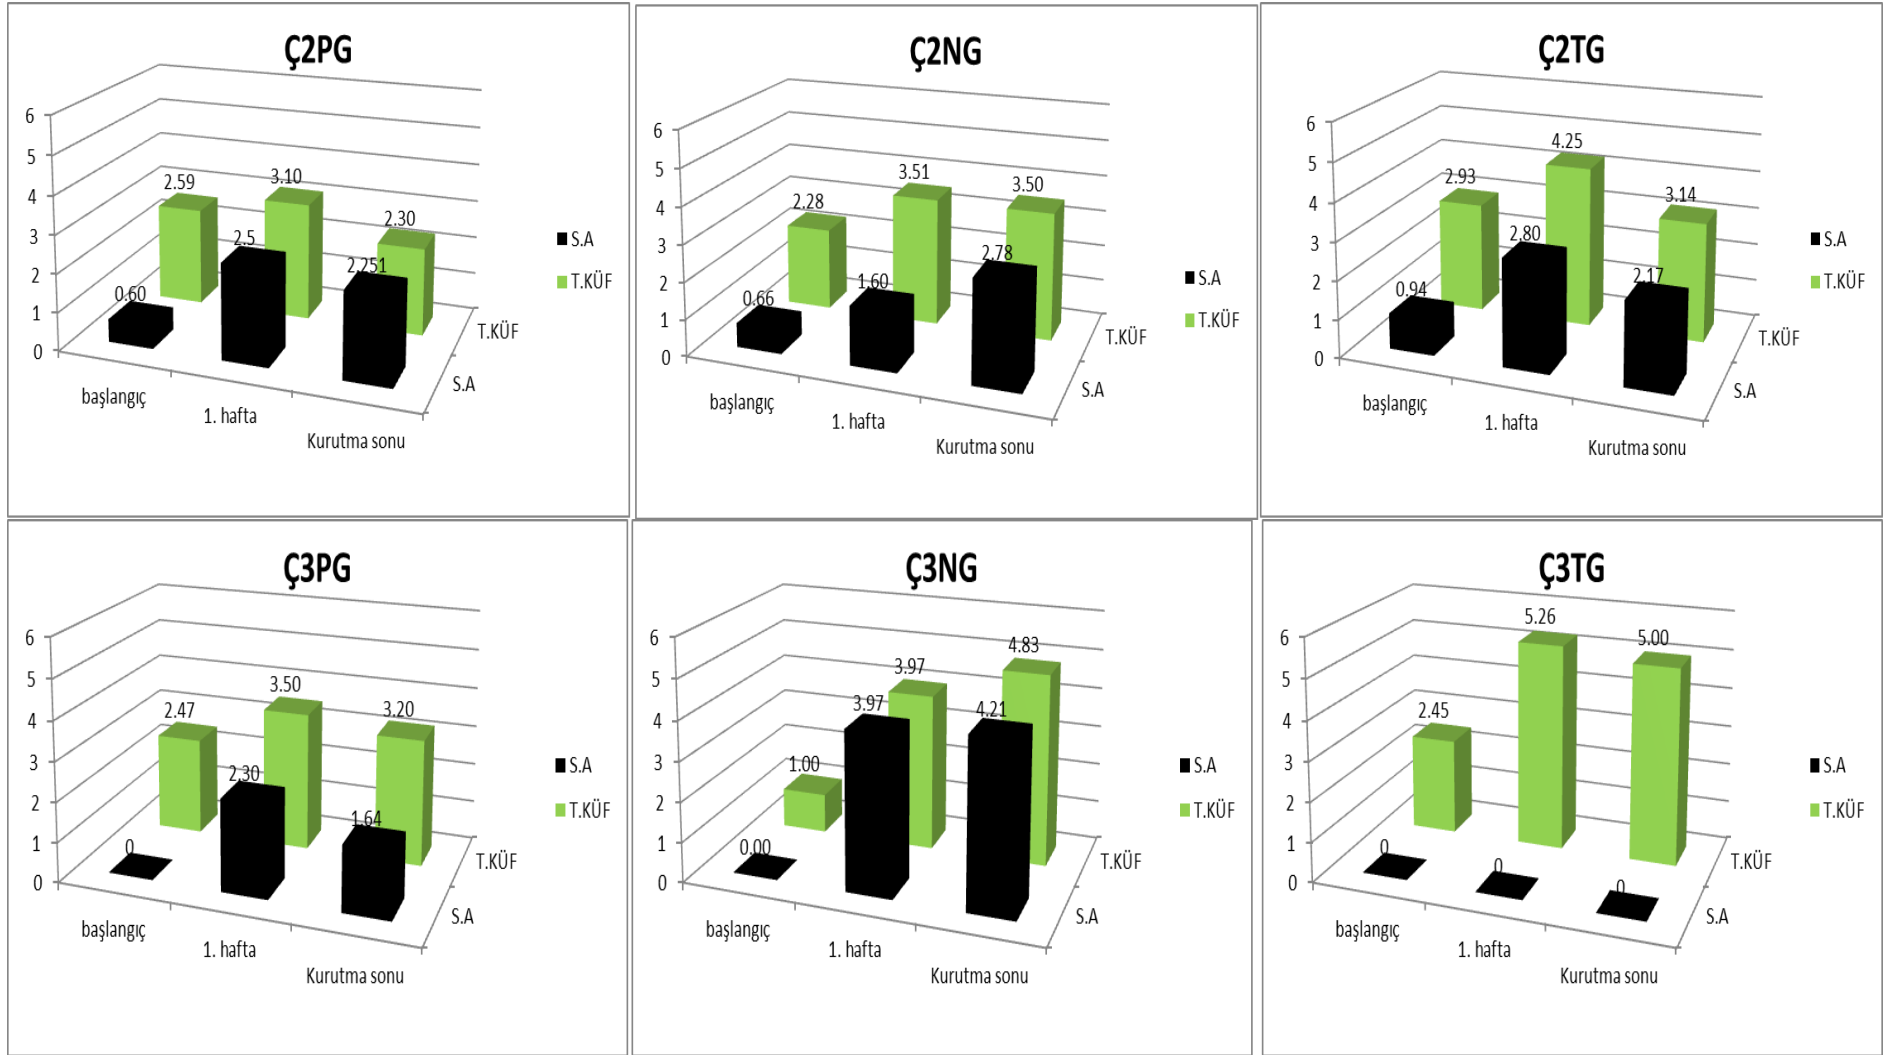 Ç2PG
6
5
4
3
2
1
0
2.59
3.10
2.30
0.60
2.5
2,251
başlangıç
1. hafta
Kurutma sonu
T.KÜF
S.A
S.A
T.KÜF
Ç2NG
6
5
4
3
2
1
0
2.28
3.51
3.50
0.66
1.60
2,78
başlangıç
1. hafta
Kurutma sonu
T.KÜF
S.A
S.A
T.KÜF
Ç2TG
6
5
4
3
2
1
0
2.93
4.25
3.14
0.94
2.80
2,17
başlangıç
1. hafta
Kurutma sonu
T.KÜF
S.A
S.A
T.KÜF
Ç3PG
6
5
4
3
2
1
0
2.47
3.50
3.20
0
2.30
1.64
başlangıç
1. hafta
Kurutma sonu
T.KÜF
S.A
S.A
T.KÜF
Ç3NG
6
5
4
3
2
1
0
1.00
3.97
4.83
0.00
3.97
4.21
başlangıç
1. hafta
Kurutma sonu
T.KÜF
S.A
S.A
T.KÜF
Ç3TG
6
5
4
3
2
1
0
2.45
5.26
5.00
0
0
0
başlangıç
1. hafta
Kurutma sonu
T.KÜF
S.A
S.A
T.KÜF